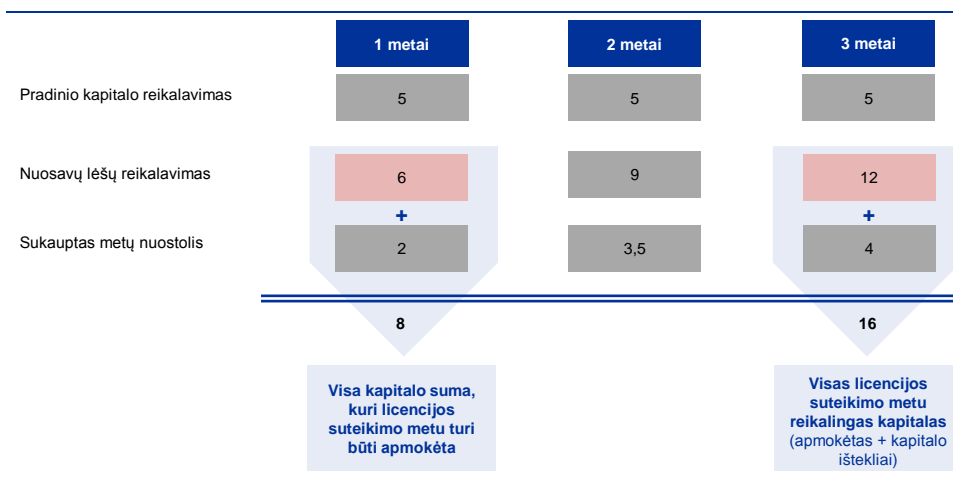 1 metai 2 metai 3 metai
Pradinio kapitalo reikalavimas 5 5 5
Nuosavų lėšų reikalavimas 6 9 12
+ +
Sukauptas metų nuostolis 2 3,5 4
8 16
Visa kapitalo suma,
kuri licencijos
suteikimo metu turi
būti apmokėta
Visas licencijos
suteikimo metu
reikalingas kapitalas
(apmokėtas + kapitalo
ištekliai)